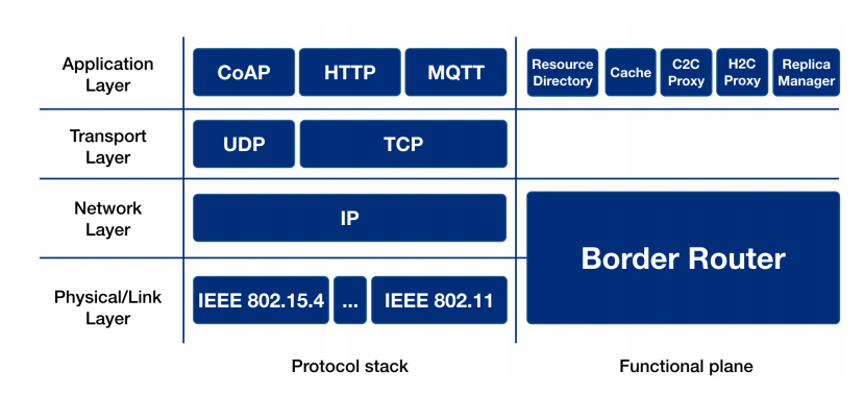 Application
Layer
CoAP
HTTP
MQTT
Resource
Directory
Cache
C2C
Proxy
H2C
Proxy
Replica
Manager
Transport
Layer
UDP
TCP
Network
Layer
IP
Border Router
Physical/Link
Layer
IEEE 802.15.4
...
IEEE 802.11
Protocol stack
Functional plane